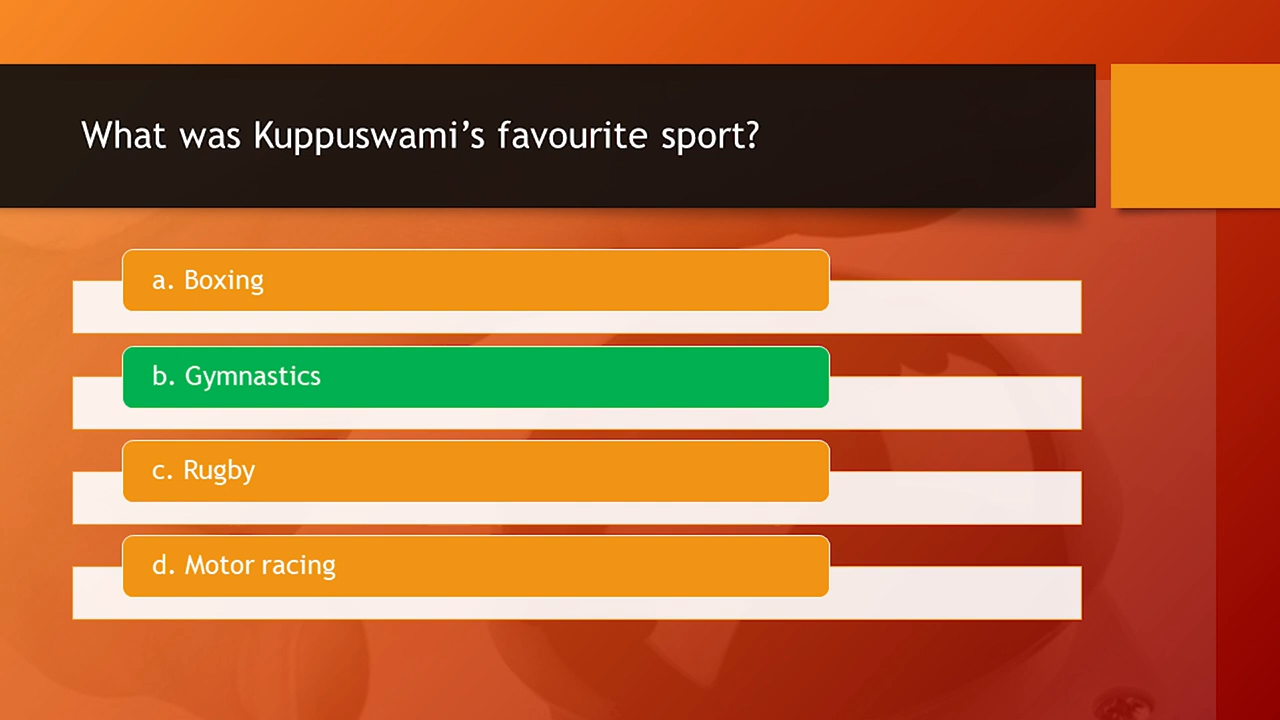 What was Kuppuswami’s favourite sport?
a. Boxing
b. Gymnastics
c. Rugby
d. Motor racing